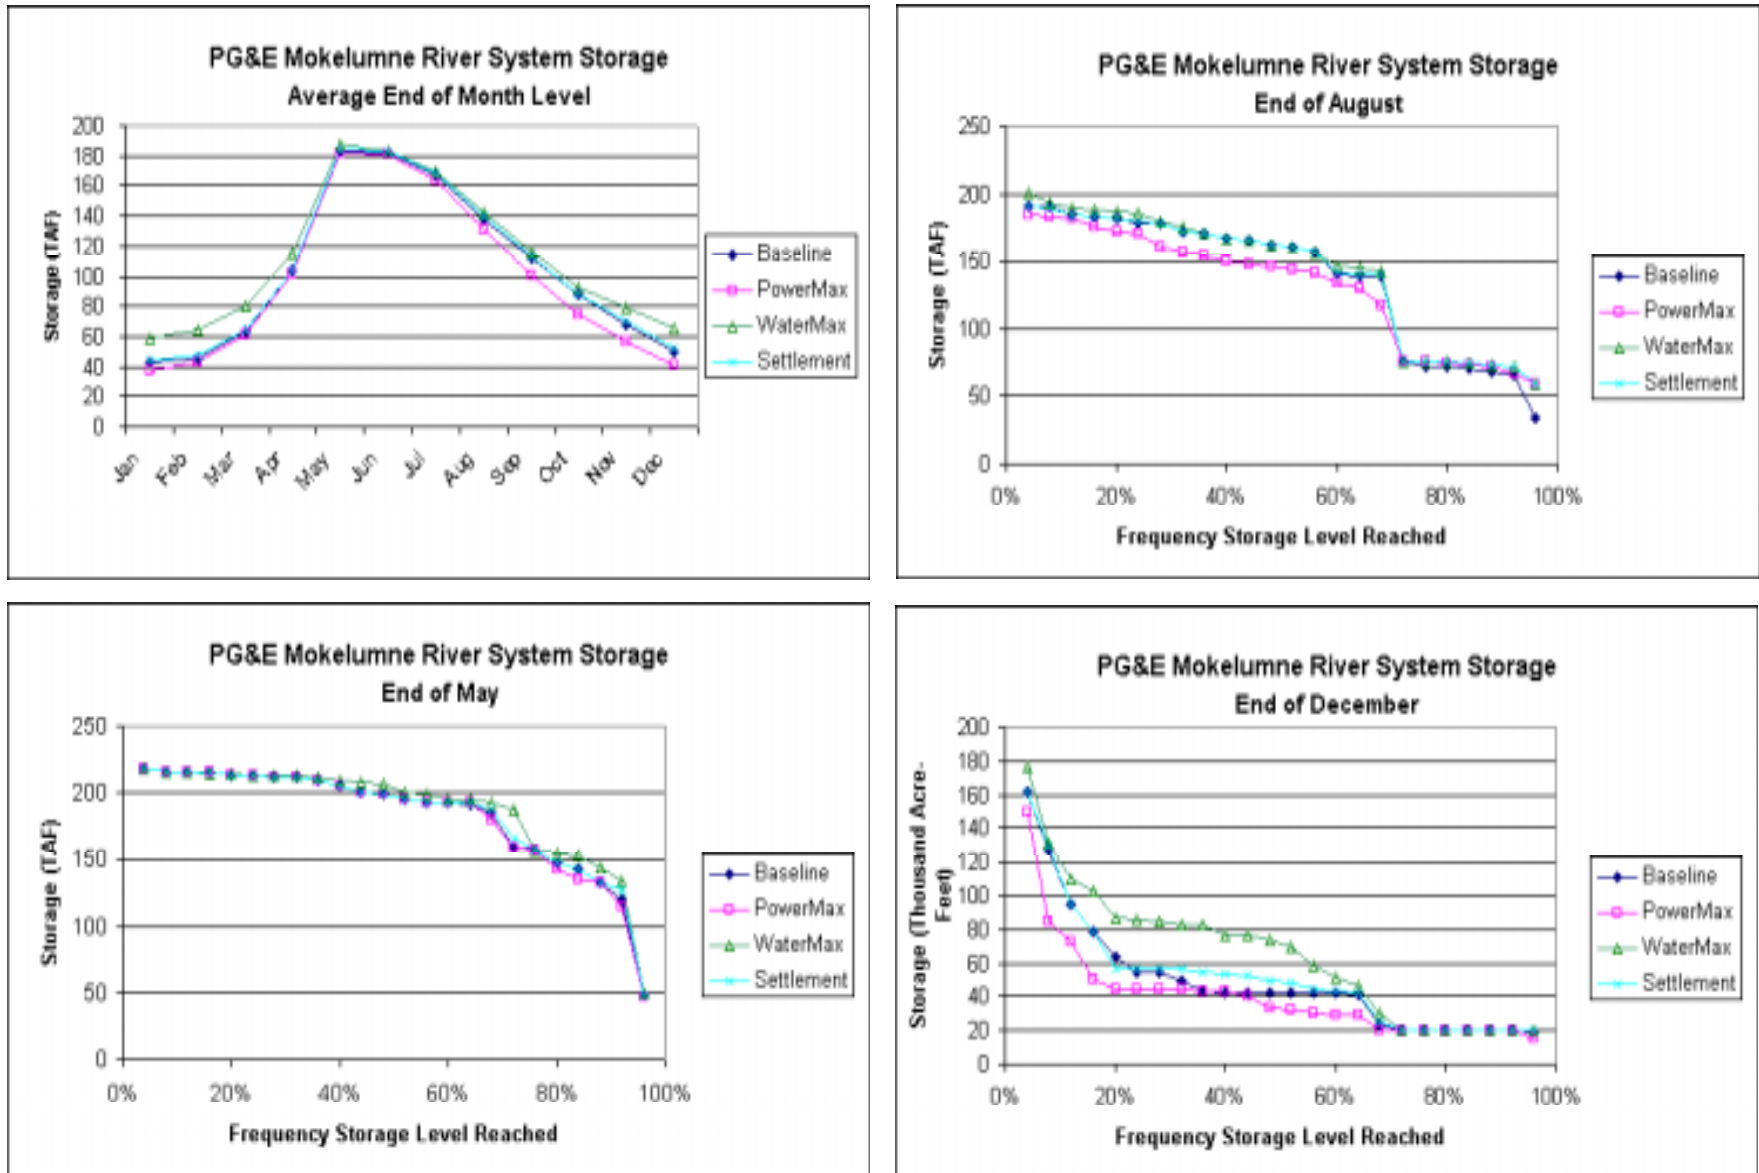 PG&E Mokelumne River System Storage
Average End of Month Level
Storage (TAF)
200
180
160
140
120
100
80
60
40
20
0
Jan
Feb
Mar
Apr
May
Jun
Jul
Aug
Sep
Oct
Nov
Dec
Baseline
PowerMax
WaterMax
Settlement
PG&E Mokelumne River System Storage
End of August
Storage (TAF)
250
200
150
100
50
0
0% 20% 40% 60% 80% 100%
Frequency Storage Level Reached
Baseline
PowerMax
WaterMax
Settlement
PG&E Mokelumne River System Storage
End of May
Storage (TAF)
250
200
150
100
50
0
0% 20% 40% 60% 80% 100%
Frequency Storage Level Reached
Baseline
PowerMax
WaterMax
Settlement
PG&E Mokelumne River System Storage
End of December
Storage (Thousand Acre-
Feet)
200
180
160
140
120
100
80
60
40
20
0
0% 20% 40% 60% 80% 100%
Frequency Storage Level Reached
Baseline
PowerMax
WaterMax
Settlement